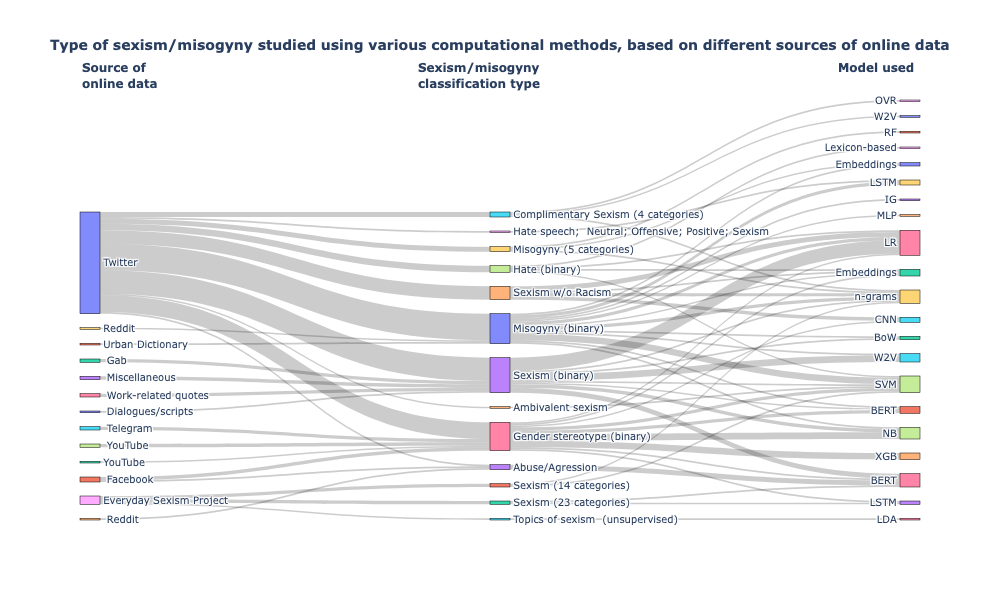 Type of sexism/misogyny studied using various computational methods, based on different sources of online data
Source of
online data
Sexism/misogyny
classification type
Model used
Twitter
Reddit
Urban Dictionary
Gab
Miscellaneous
Work-related quotes
Dialogues/scripts
Telegram
YouTube
YouTube
Facebook
Everyday Sexism Project
Reddit
Complimentary Sexism (4 categories)
Hate speech; Neutral; Offensive; Positive; Sexism
Misogyny (5 categories)
Hate (binary)
Sexism w/o Racism
Misogyny (binary)
Sexism (binary)
Ambivalent sexism
Gender stereotype (binary)
Abuse/Agression
Sexism (14 categories)
Sexism (23 categories)
Topics of sexism (unsupervised)
OVR
W2V
RF
Lexicon-based
Embeddings
LSTM
IG
MLP
LR
Embeddings
n-grams
CNN
BoW
W2V
SVM
BERT
NB
XGB
BERT
LSTM
LDA